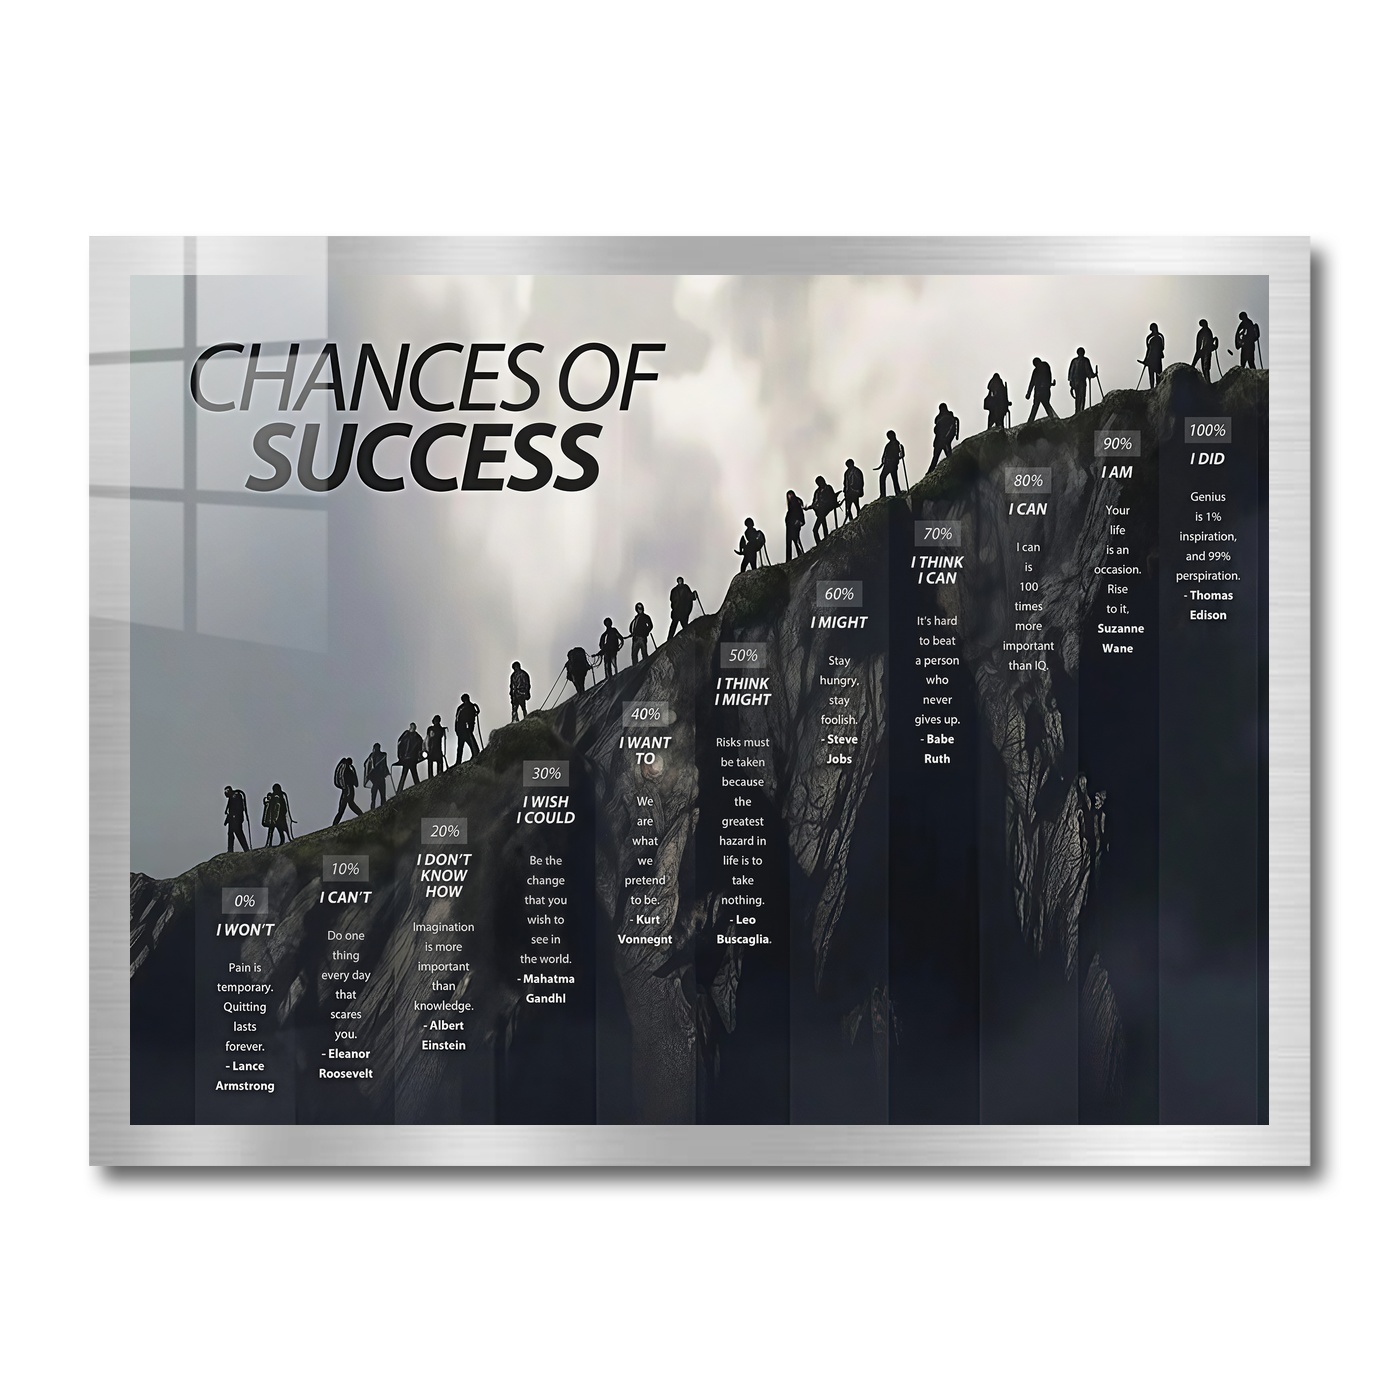 CHANCES OF
SUCCESS
0%
I WON'T
Pain is
temporary.
Quitting
lasts
forever.
- Lance
Armstrong
10%
I CAN'T
Do one
thing
every day
that
scares
you.
- Eleanor
Roosevelt
20%
I DON'T
KNOW
HOW
Imagination
is more
important
than
knowledge.
- Albert
Einstein
30%
I WISH
I COULD
Be the
change
that you
wish to
see in
the world.
- Mahatma
Gandhl
40%
I WANT
TO
We
are
what
we
pretend
to be.
- Kurt
Vonnegnt
50%
I THINK
I MIGHT
Risks must
be taken
because
the
greatest
hazard in
life is to
take
nothing.
- Leo
Buscaglia.
60%
I MIGHT
Stay
hungry,
stay
foolish.
- Steve
Jobs
70%
I THINK
I CAN
It's hard
to beat
a person
who
never
gives up.
- Babe
Ruth
80%
I CAN
I can
is
100
times
more
important
than IQ.
90%
I AM
Your
life
is an
occasion.
Rise
to it,
Suzanne
Wane
100%
I DID
Genius
is 1%
inspiration,
and 99%
perspiration.
- Thomas
Edison